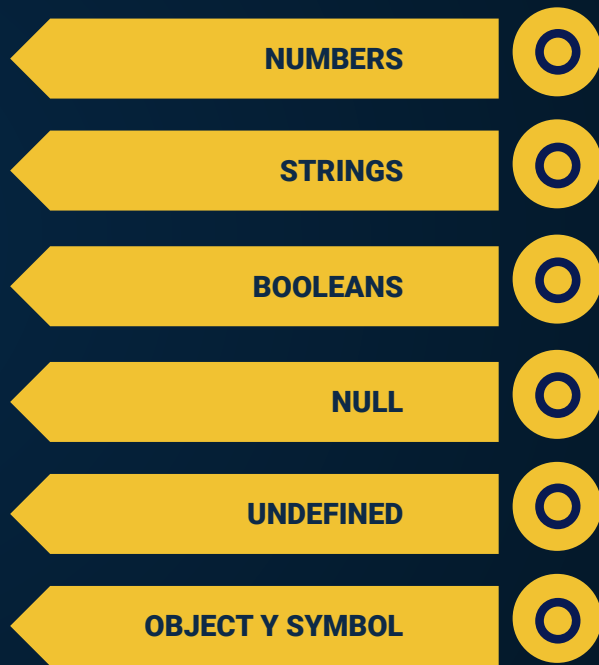 NUMBERS
STRINGS
BOOLEANS
NULL
UNDEFINED
OBJECT Y SYMBOL